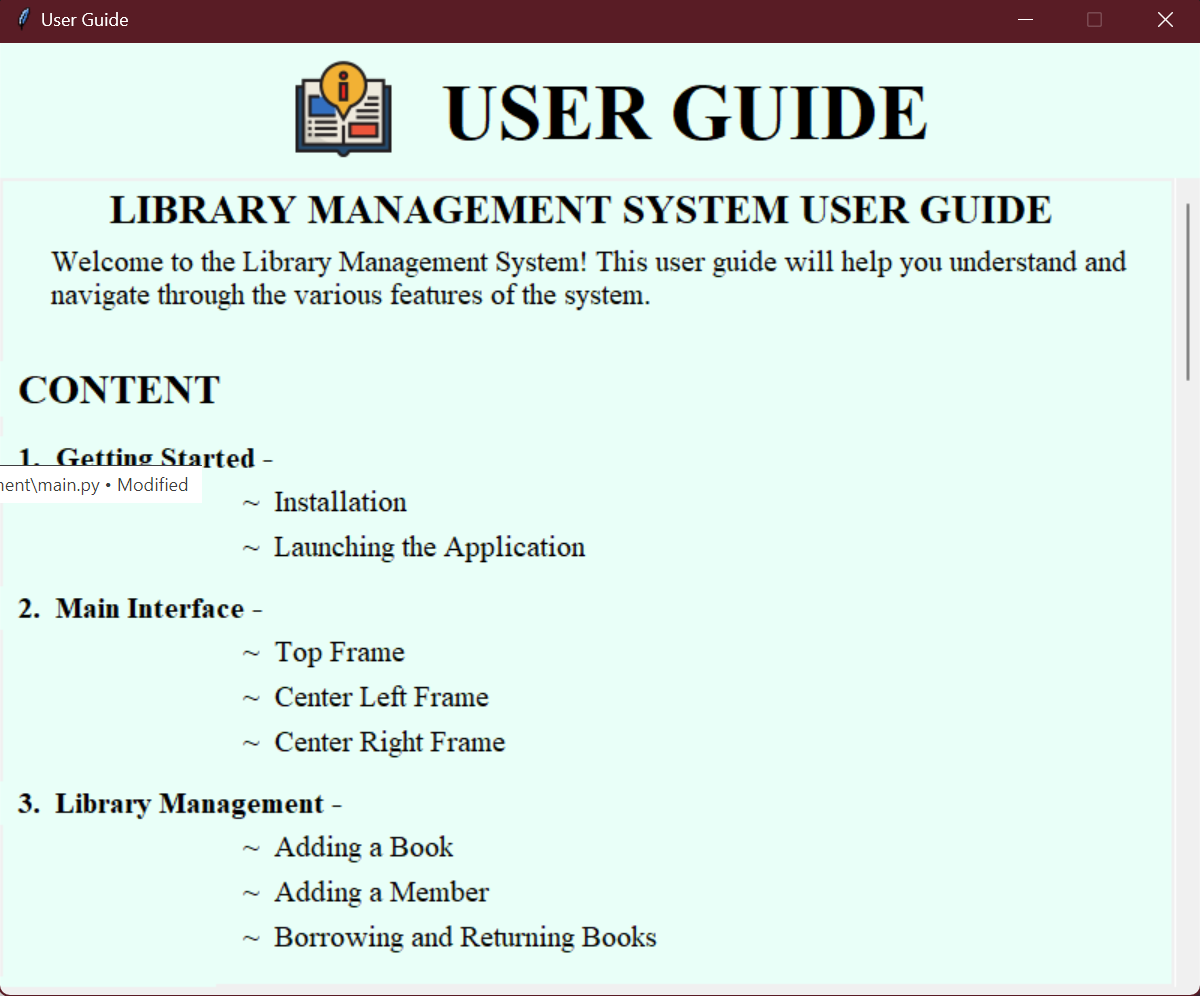 User Guide
USER GUIDE
LIBRARY MANAGEMENT SYSTEM USER GUIDE
Welcome to the Library Management System! This user guide will help you understand and
navigate through the various features of the system.
CONTENT
1. Getting Started -
ment\main.py • Modified
~ Installation
~ Launching the Application
2. Main Interface -
~ Top Frame
~ Center Left Frame
~ Center Right Frame
3. Library Management -
~ Adding a Book
~ Adding a Member
~ Borrowing and Returning Books